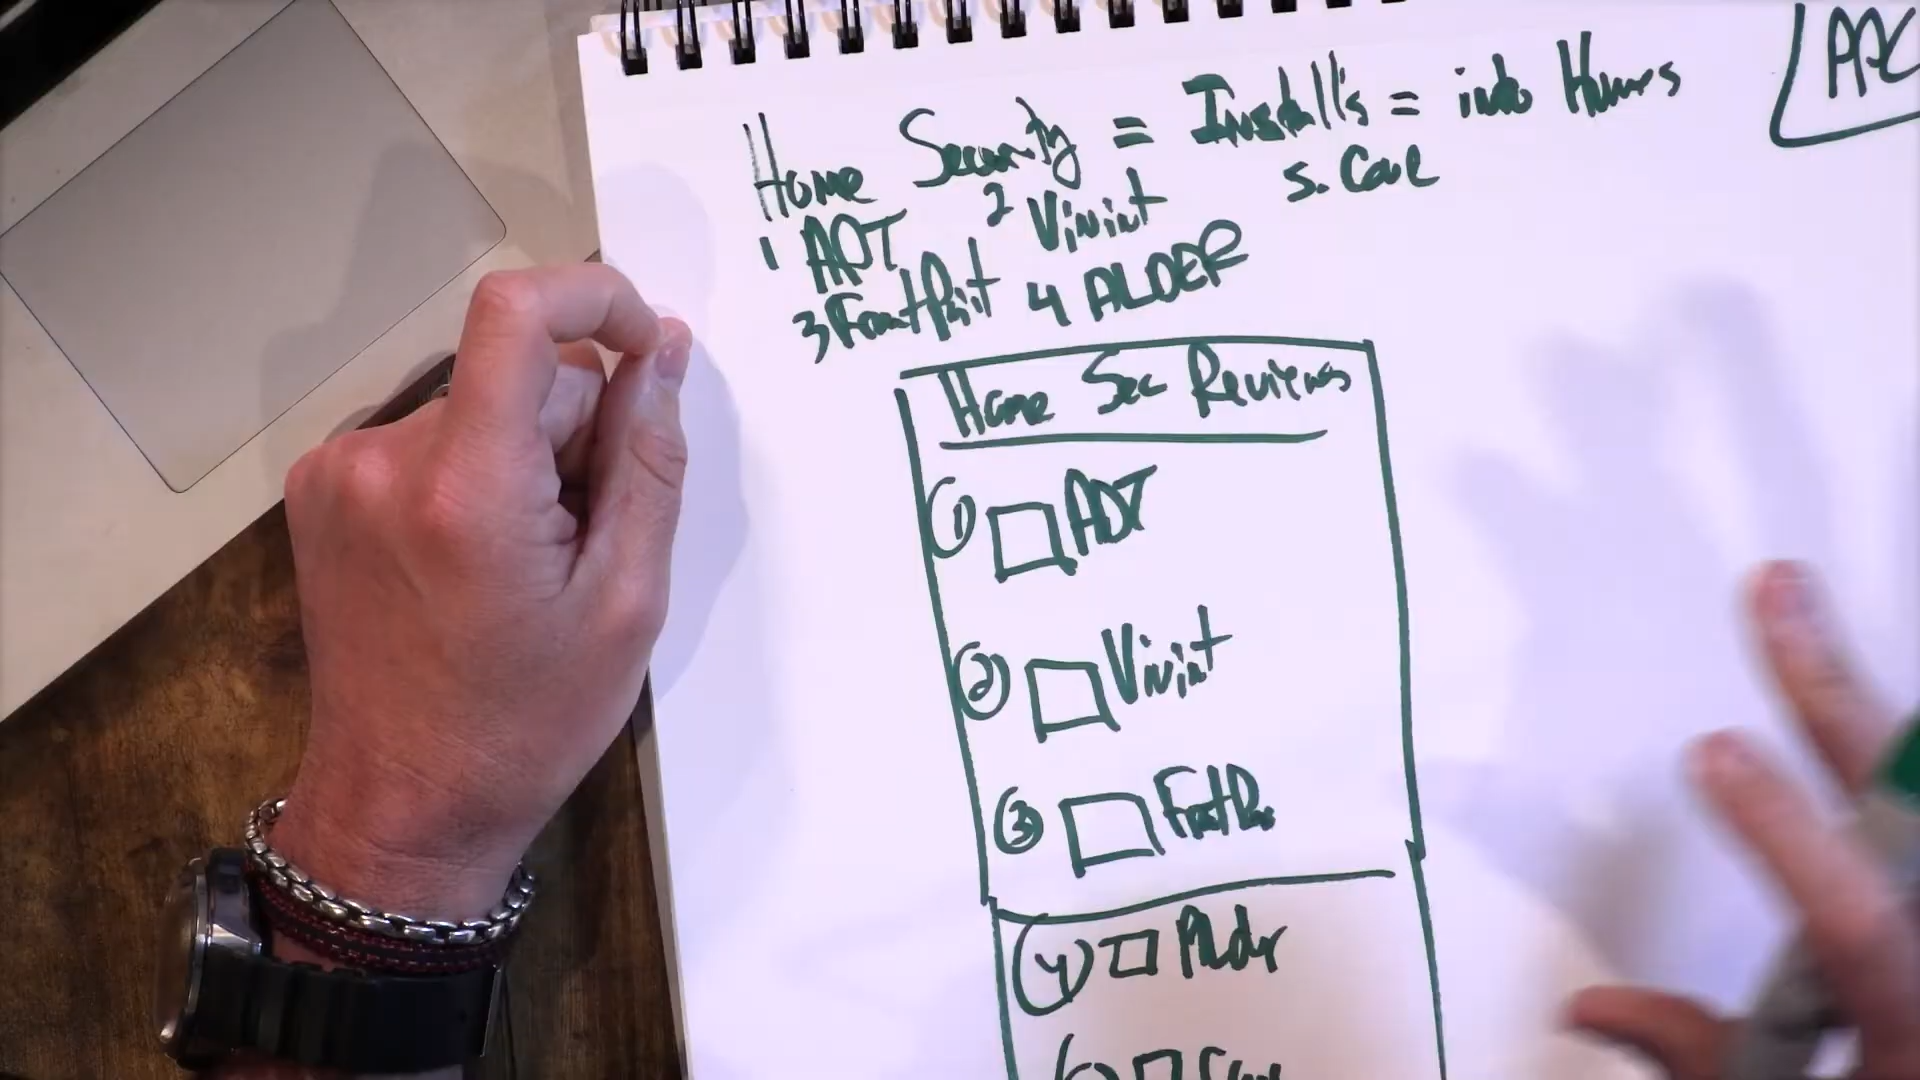 AAC
Home Security = Installs = into Homes
1 ADT 2 Vivint 5. Cove
3 FrontPoint 4 ALDER
Home Sec Reviews
① ADT
② Vivint
③
④ Alder